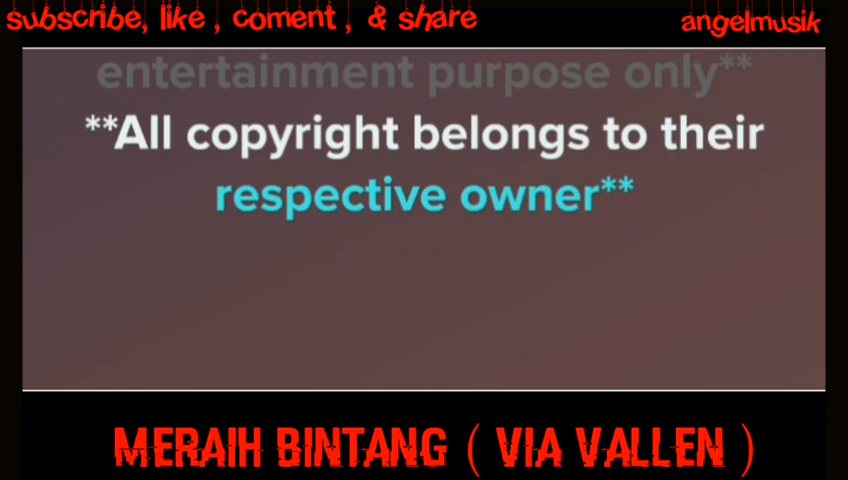 subscribe, like , coment , & share
angelmusik
entertainment purpose only**
**All copyright belongs to their
respective owner**
MERAIH BINTANG ( VIA VALLEN )